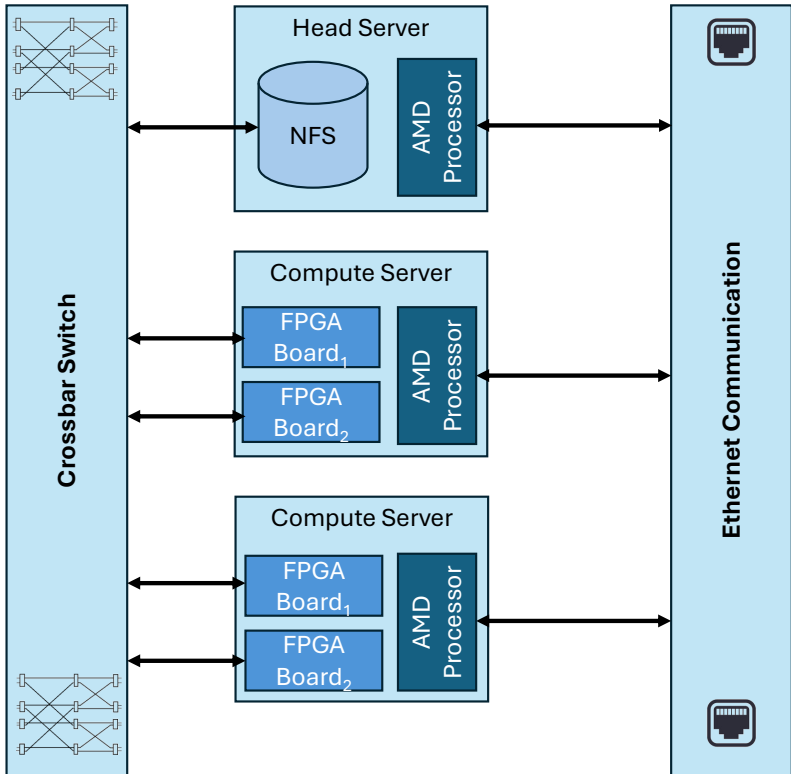 Head Server
NFS
AMD
Processor
Crossbar Switch
Compute Server
FPGA
Board₁
FPGA
Board₂
AMD
Processor
Ethernet Communication
Compute Server
FPGA
Board₁
FPGA
Board₂
AMD
Processor